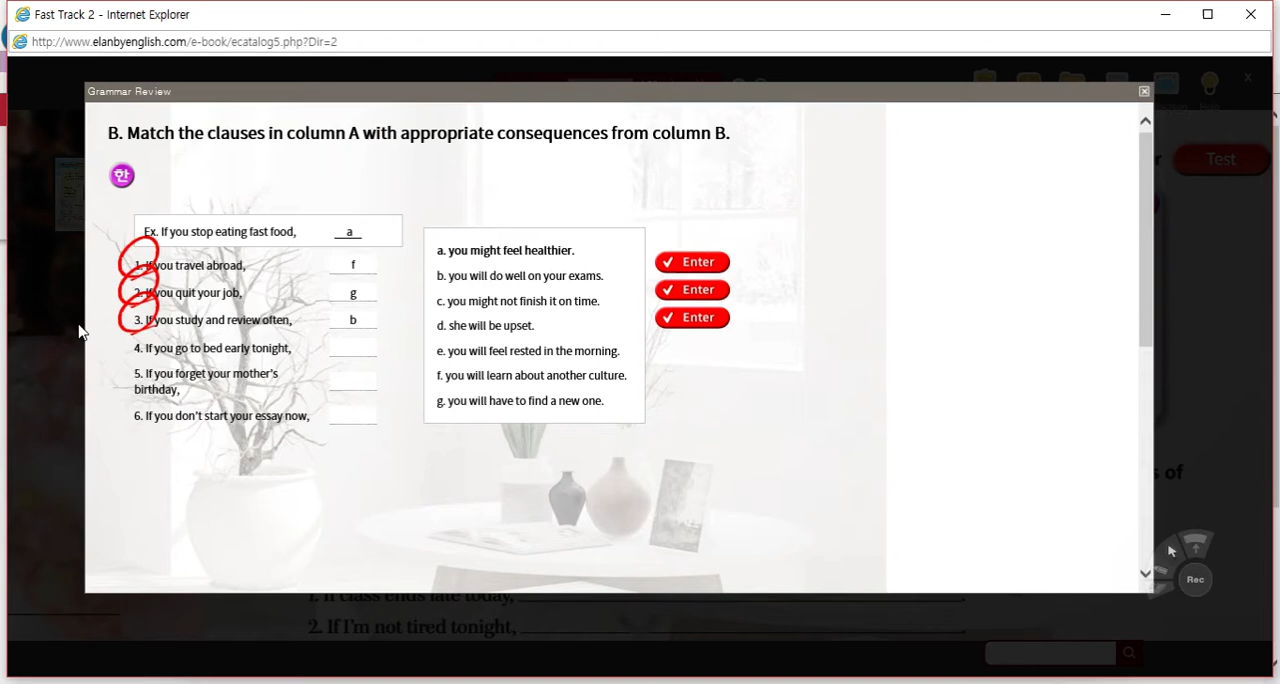 Fast Track 2 - Internet Explorer
http://www.elanbyenglish.com/e-book/ecatalog5.php?Dir=2
Grammar Review
B. Match the clauses in column A with appropriate consequences from column B.
한
Ex. If you stop eating fast food, a
1. If you travel abroad, f
2. If you quit your job, g
3. If you study and review often, b
4. If you go to bed early tonight,
5. If you forget your mother's
birthday,
6. If you don't start your essay now,
a. you might feel healthier.
b. you will do well on your exams.
c. you might not finish it on time.
d. she will be upset.
e. you will feel rested in the morning.
f. you will learn about another culture.
g. you will have to find a new one.
Enter
Enter
Enter
Test
s of
Rec
1. If class ends late today,
2. If I'm not tired tonight,